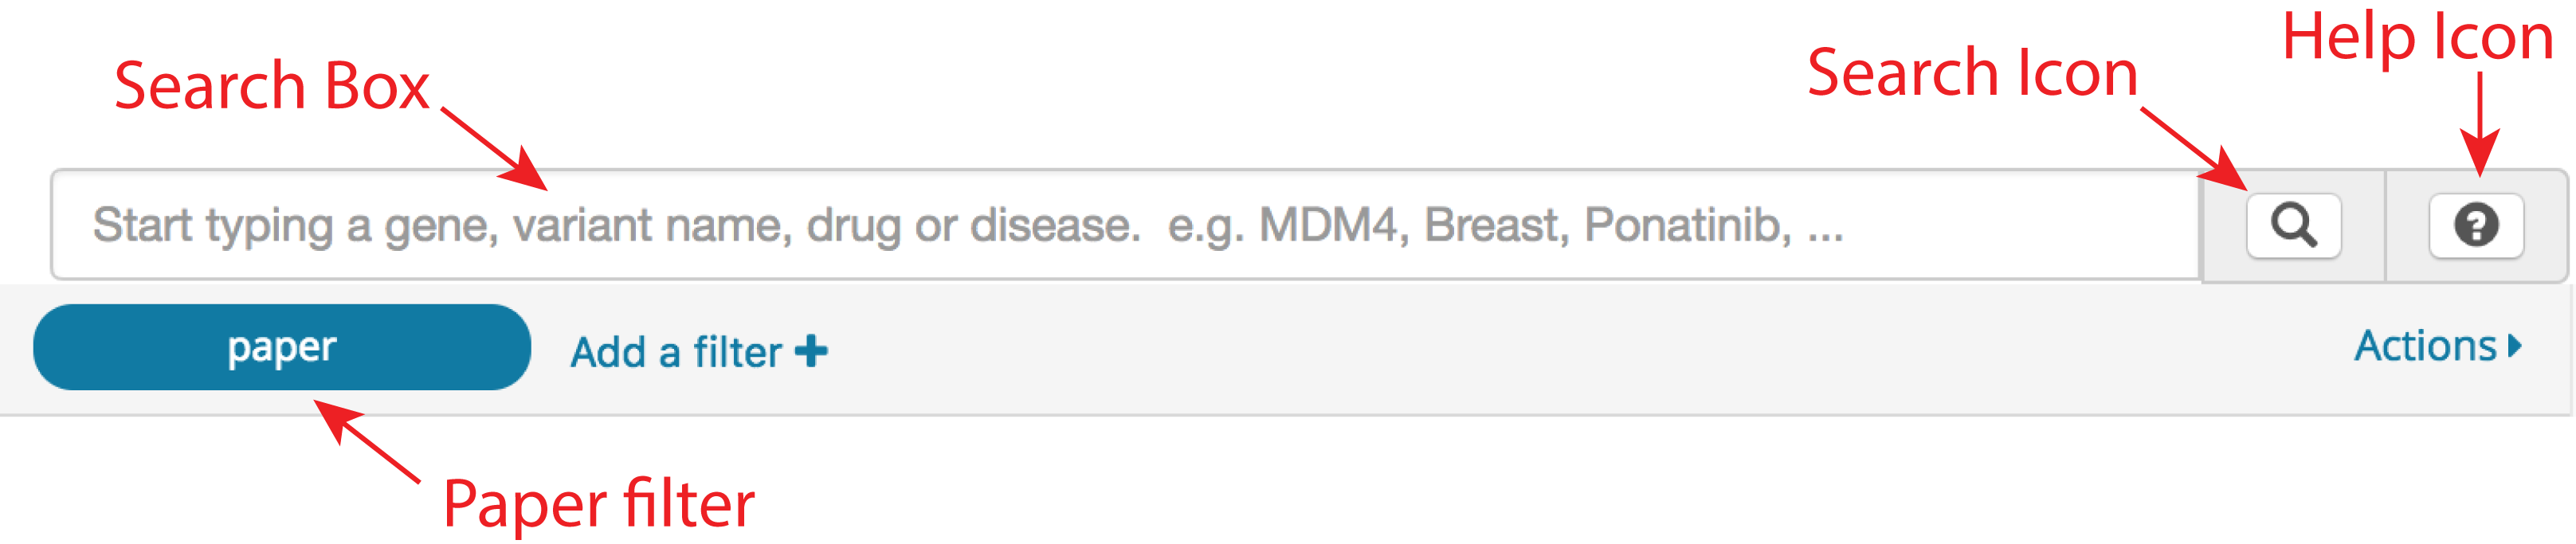 Help Icon
Search Icon
Search Box
Start typing a gene, variant name, drug or disease.  e.g. MDM4, Breast, Ponatinib, ...
paper
Add a filter
Actions
Paper filter